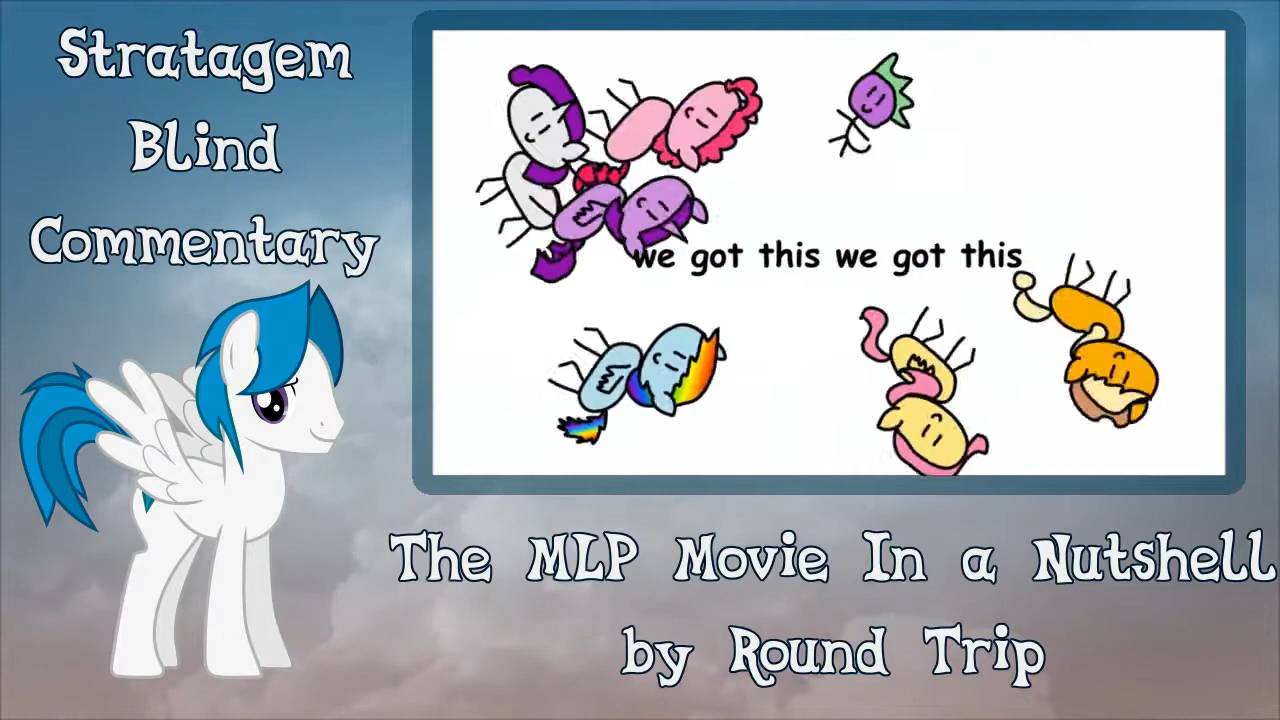 Stratagem
Blind
Commentary
we got this we got this
The MLP Movie In a Nutshell
by Round Trip